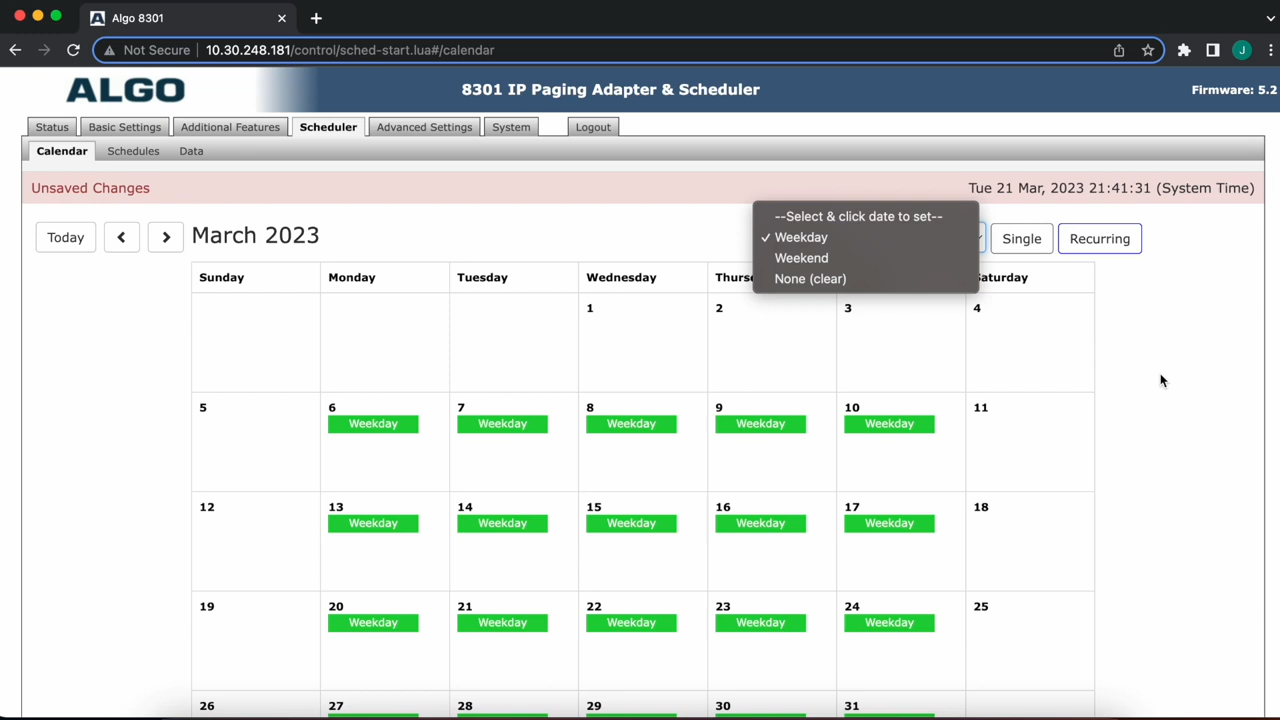 Algo 8301
Not Secure 10.30.248.181/control/sched-start.lua#/calendar
J
ALGO
8301 IP Paging Adapter & Scheduler
Firmware: 5.2
Status Basic Settings Additional Features Scheduler Advanced Settings System Logout
Calendar Schedules Data
Unsaved Changes
Tue 21 Mar, 2023 21:41:31 (System Time)
Today March 2023
--Select & click date to set--
✓ Weekday
Weekend
None (clear)
Single Recurring
Sunday Monday Tuesday Wednesday Thurs aturday
1 2 3 4
5 6 7 8 9 10 11
Weekday Weekday Weekday Weekday Weekday
12 13 14 15 16 17 18
Weekday Weekday Weekday Weekday Weekday
19 20 21 22 23 24 25
Weekday Weekday Weekday Weekday Weekday
26 27 28 29 30 31